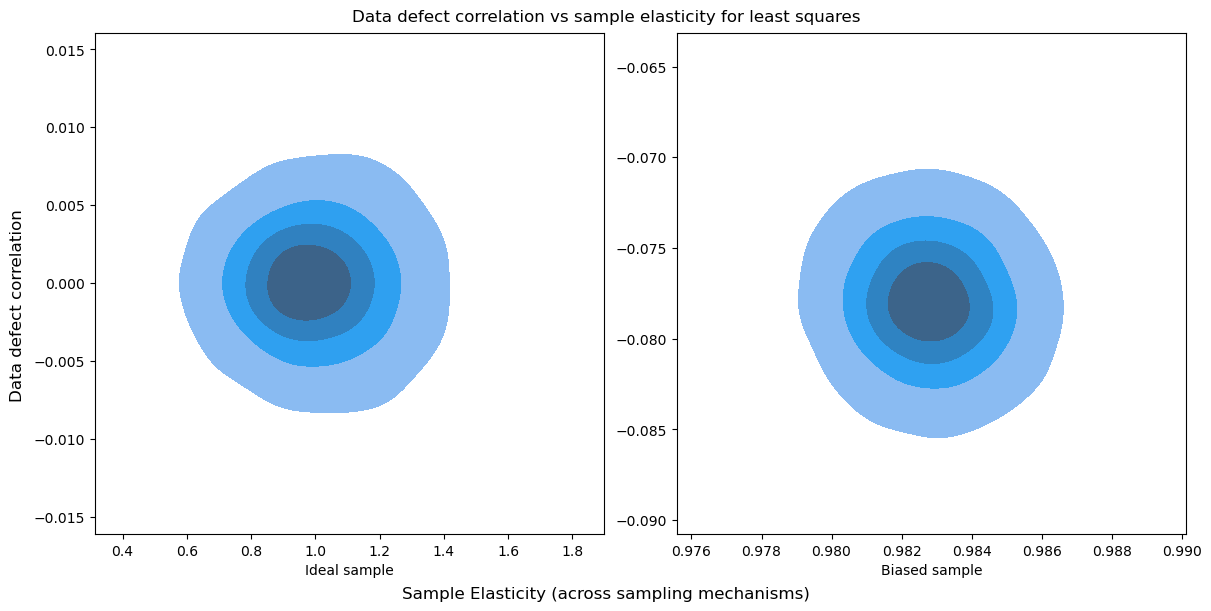 Data defect correlation vs sample elasticity for least squares
Data defect correlation
0.015
0.010
0.005
0.000
−0.005
−0.010
−0.015
0.4 0.6 0.8 1.0 1.2 1.4 1.6 1.8
Ideal sample
−0.065
−0.070
−0.075
−0.080
−0.085
−0.090
0.976 0.978 0.980 0.982 0.984 0.986 0.988 0.990
Biased sample
Sample Elasticity (across sampling mechanisms)